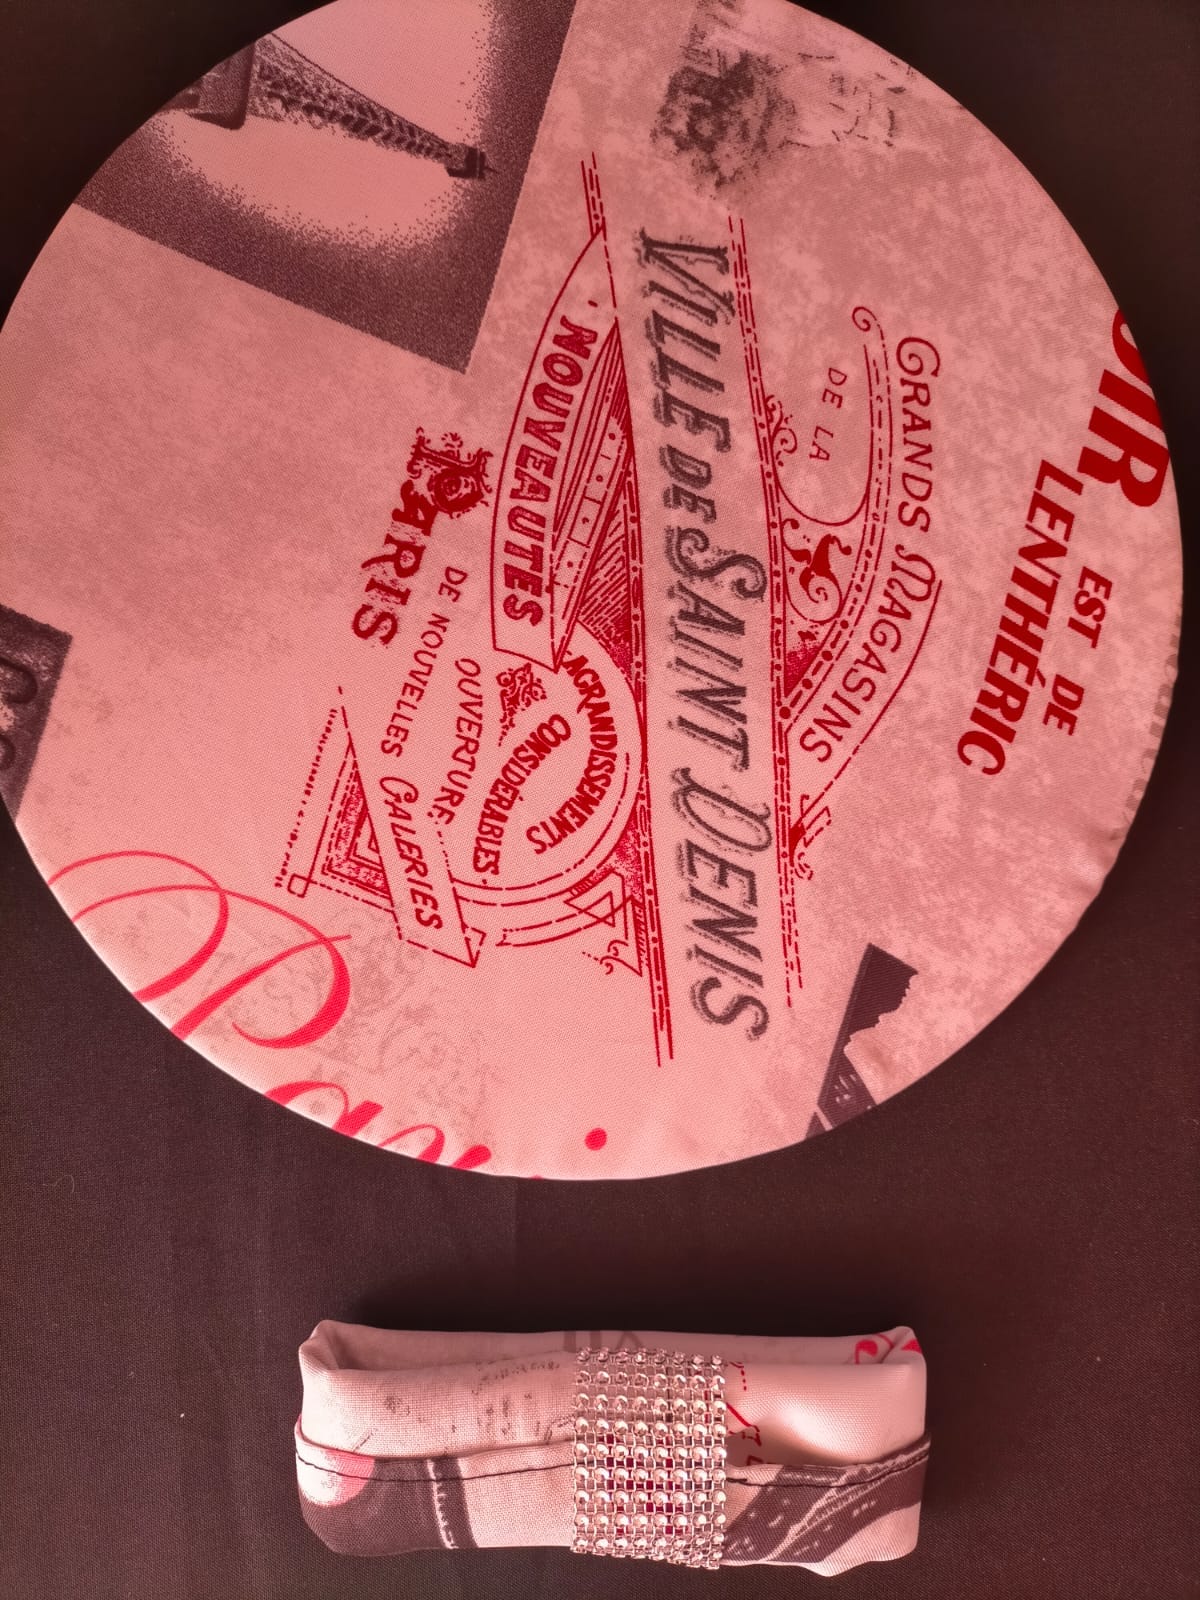 GRANDS MAGASINS
DE LA
VILLE DE SAINT DENIS
NOUVEAUTÉS
AGRANDISSEMENTS
CONSIDÉRABLES
OUVERTURE
DE NOUVELLES GALERIES
PARIS
EST DE
LENTHÉRIC